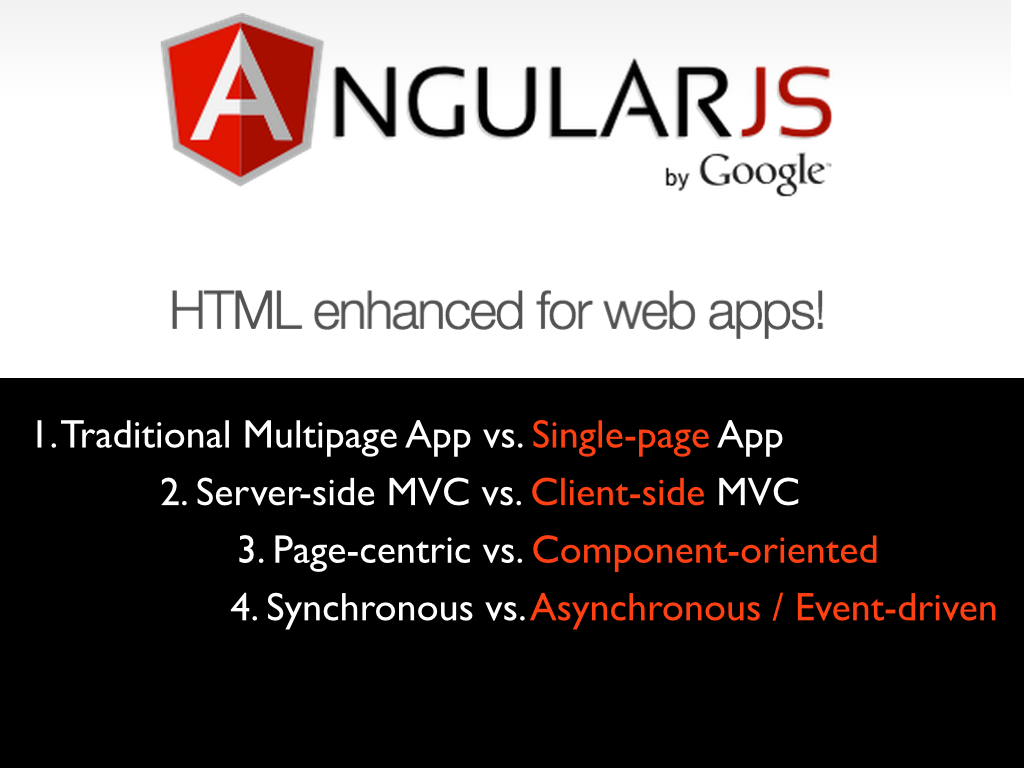 ANGULARJS
by Google™
HTML enhanced for web apps!
1. Traditional Multipage App vs. Single-page App
2. Server-side MVC vs. Client-side MVC
3. Page-centric vs. Component-oriented
4. Synchronous vs. Asynchronous / Event-driven